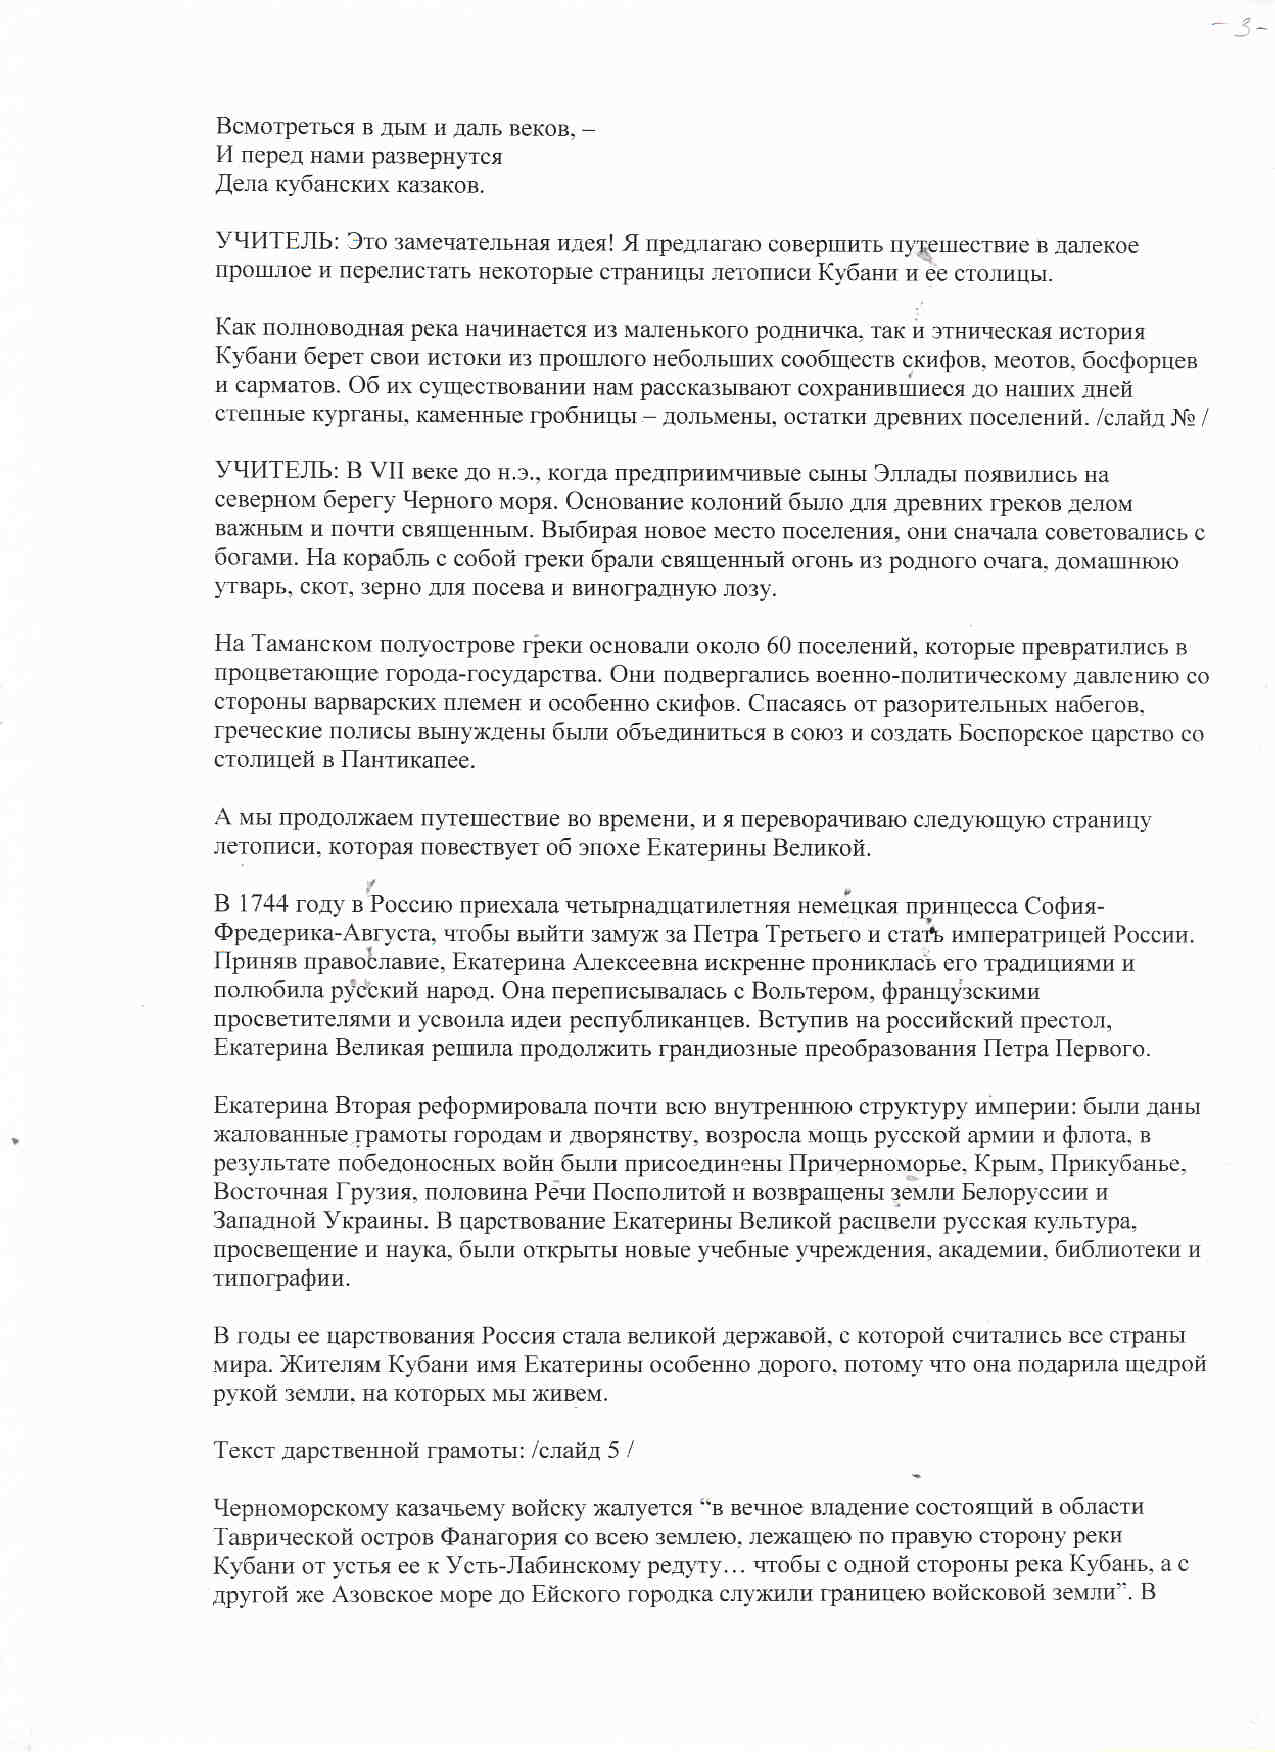 - 3 -
Всмотреться в дым и даль веков, –
И перед нами развернутся
Дела кубанских казаков.
УЧИТЕЛЬ: Это замечательная идея! Я предлагаю совершить путешествие в далекое
прошлое и перелистать некоторые страницы летописи Кубани и ее столицы.
Как полноводная река начинается из маленького родничка, так и этническая история
Кубани берет свои истоки из прошлого небольших сообществ скифов, меотов, босфорцев
и сарматов. Об их существовании нам рассказывают сохранившиеся до наших дней
степные курганы, каменные гробницы – дольмены, остатки древних поселений. /слайд № /
УЧИТЕЛЬ: В VII веке до н.э., когда предприимчивые сыны Эллады появились на
северном берегу Черного моря. Основание колоний было для древних греков делом
важным и почти священным. Выбирая новое место поселения, они сначала советовались с
богами. На корабль с собой греки брали священный огонь из родного очага, домашнюю
утварь, скот, зерно для посева и виноградную лозу.
На Таманском полуострове греки основали около 60 поселений, которые превратились в
процветающие города-государства. Они подвергались военно-политическому давлению со
стороны варварских племен и особенно скифов. Спасаясь от разорительных набегов,
греческие полисы вынуждены были объединиться в союз и создать Боспорское царство со
столицей в Пантикапее.
А мы продолжаем путешествие во времени, и я переворачиваю следующую страницу
летописи, которая повествует об эпохе Екатерины Великой.
В 1744 году в Россию приехала четырнадцатилетняя немецкая принцесса София-
Фредерика-Августа, чтобы выйти замуж за Петра Третьего и стать императрицей России.
Приняв православие, Екатерина Алексеевна искренне прониклась его традициями и
полюбила русский народ. Она переписывалась с Вольтером, французскими
просветителями и усвоила идеи республиканцев. Вступив на российский престол,
Екатерина Великая решила продолжить грандиозные преобразования Петра Первого.
Екатерина Вторая реформировала почти всю внутреннюю структуру империи: были даны
жалованные грамоты городам и дворянству, возросла мощь русской армии и флота, в
результате победоносных войн были присоединены Причерноморье, Крым, Прикубанье,
Восточная Грузия, половина Речи Посполитой и возвращены земли Белоруссии и
Западной Украины. В царствование Екатерины Великой расцвели русская культура,
просвещение и наука, были открыты новые учебные учреждения, академии, библиотеки и
типографии.
В годы ее царствования Россия стала великой державой, с которой считались все страны
мира. Жителям Кубани имя Екатерины особенно дорого, потому что она подарила щедрой
рукой земли, на которых мы живем.
Текст дарственной грамоты: /слайд 5 /
Черноморскому казачьему войску жалуется “в вечное владение состоящий в области
Таврической остров Фанагория со всею землею, лежащею по правую сторону реки
Кубани от устья ее к Усть-Лабинскому редуту… чтобы с одной стороны река Кубань, а с
другой же Азовское море до Ейского городка служили границею войсковой земли”. В